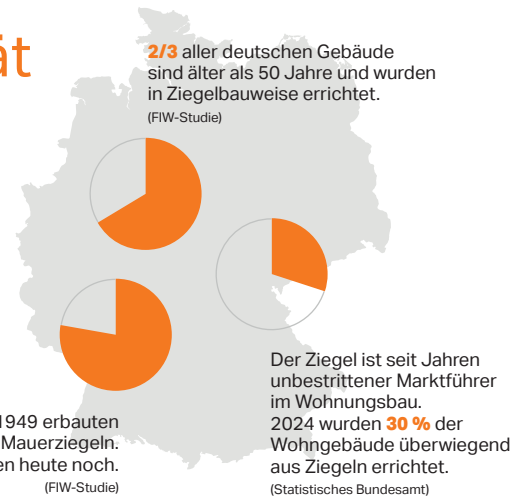 ät
2/3 aller deutschen Gebäude
sind älter als 50 Jahre und wurden
in Ziegelbauweise errichtet.
(FIW-Studie)
Der Ziegel ist seit Jahren
unbestrittener Marktführer
im Wohnungsbau.
2024 wurden 30 % der
Wohngebäude überwiegend
aus Ziegeln errichtet.
(Statistisches Bundesamt)
1949 erbauten
Mauerziegeln.
en heute noch.
(FIW-Studie)